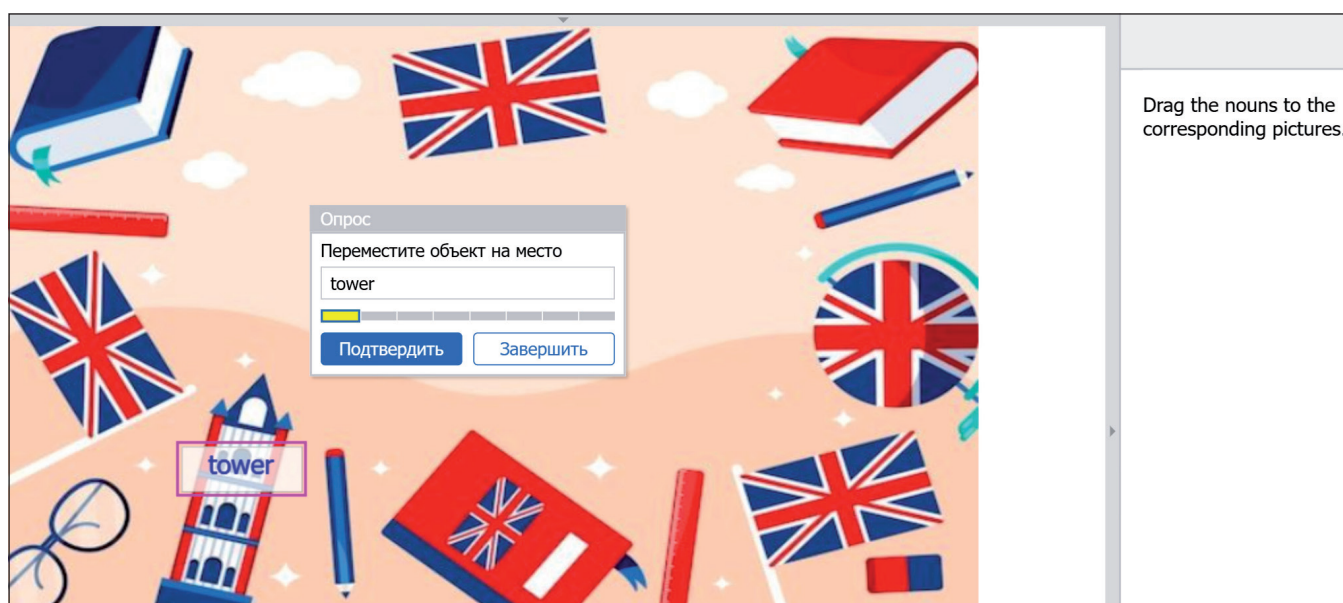 Опрос
Переместите объект на место
tower
Подтвердить
Завершить
tower
Drag the nouns to the
corresponding pictures.